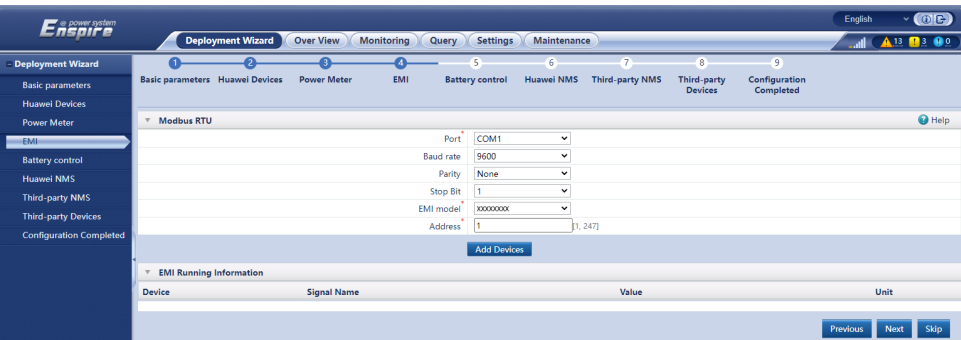 e power system
Enspire
English
Deployment Wizard Over View Monitoring Query Settings Maintenance
13 3 0
Deployment Wizard
Basic parameters
Huawei Devices
Power Meter
EMI
Battery control
Huawei NMS
Third-party NMS
Third-party Devices
Configuration Completed
1 2 3 4 5 6 7 8 9
Basic parameters Huawei Devices Power Meter EMI Battery control Huawei NMS Third-party NMS Third-party Devices Configuration Completed
Modbus RTU
Help
Port * COM1
Baud rate 9600
Parity None
Stop Bit 1
EMI model * xxxxxxxx
Address * 1 [1, 247]
Add Devices
EMI Running Information
Device Signal Name Value Unit
Previous Next Skip